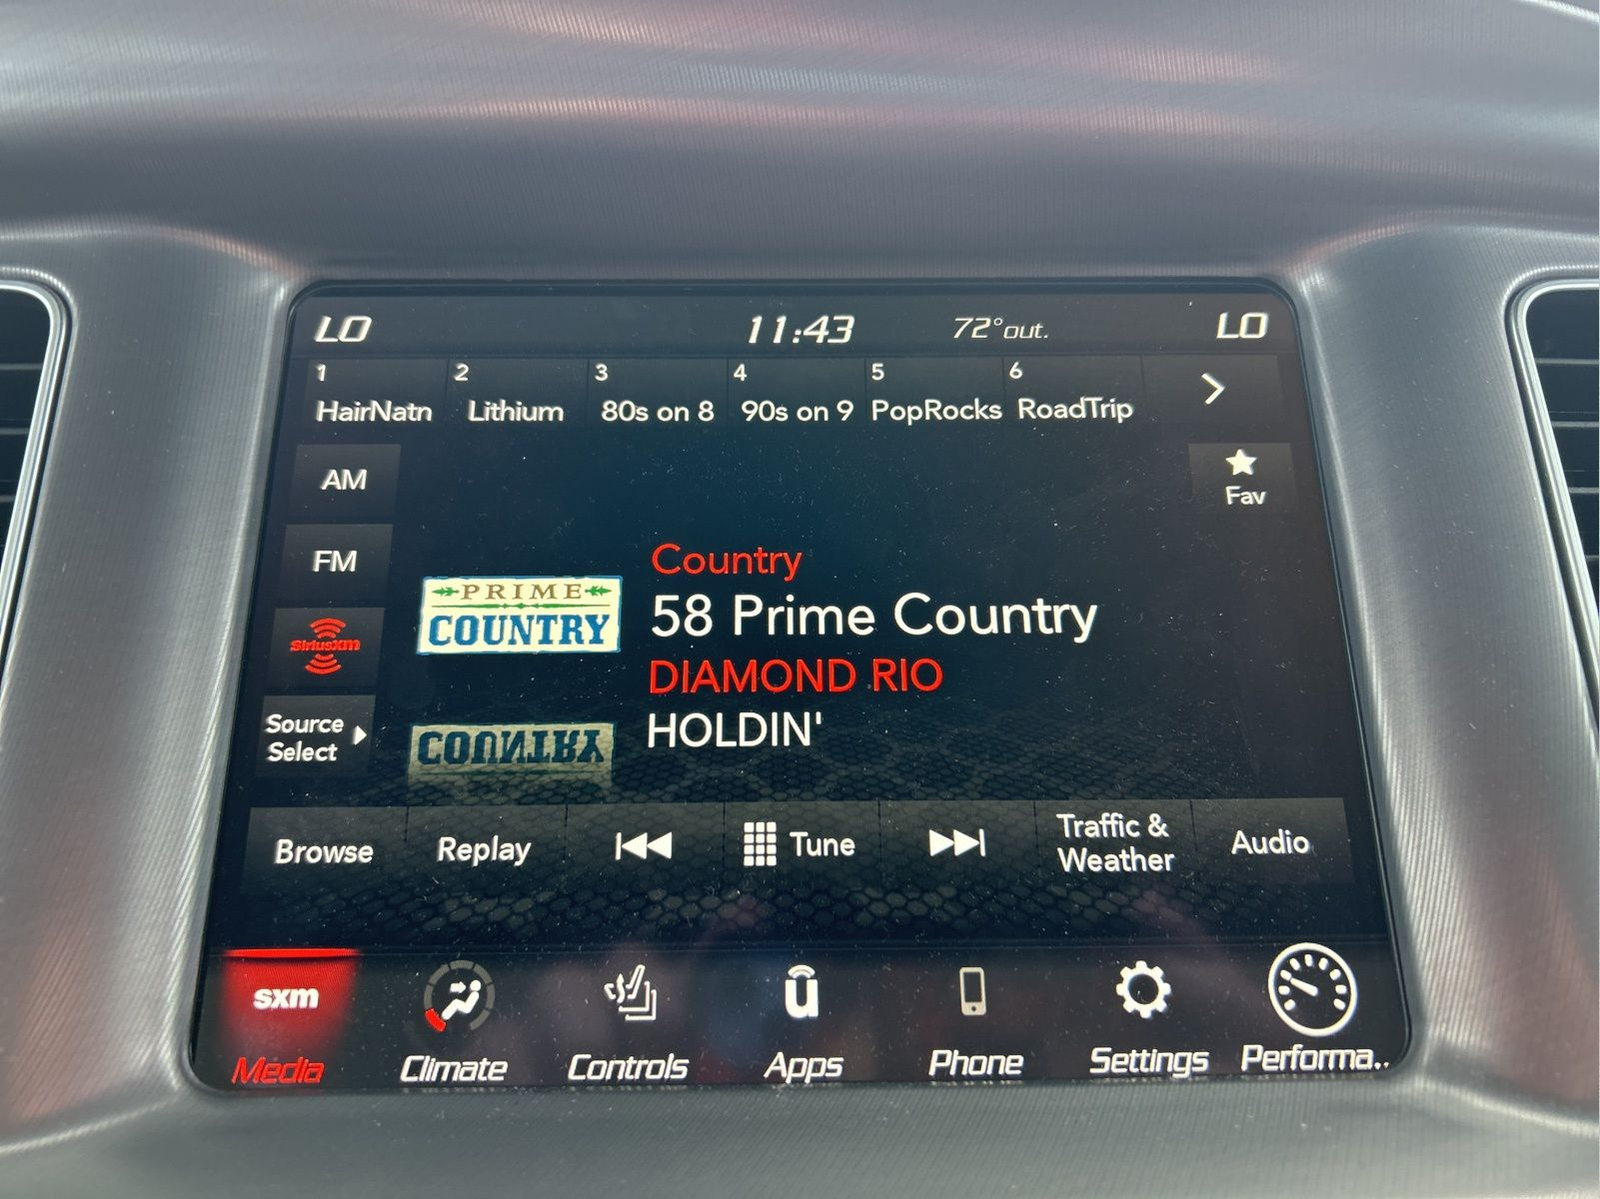 LO 11:43 72° out. LO
1 2 3 4 5 6
HairNatn Lithium 80s on 8 90s on 9 PopRocks RoadTrip
AM
Fav
FM
Country
PRIME
COUNTRY
58 Prime Country
SiriusXM
DIAMOND RIO
Source
Select
HOLDIN'
COUNTRY
Browse Replay Tune Traffic &
Weather Audio
sxm
Media Climate Controls Apps Phone Settings Performa..